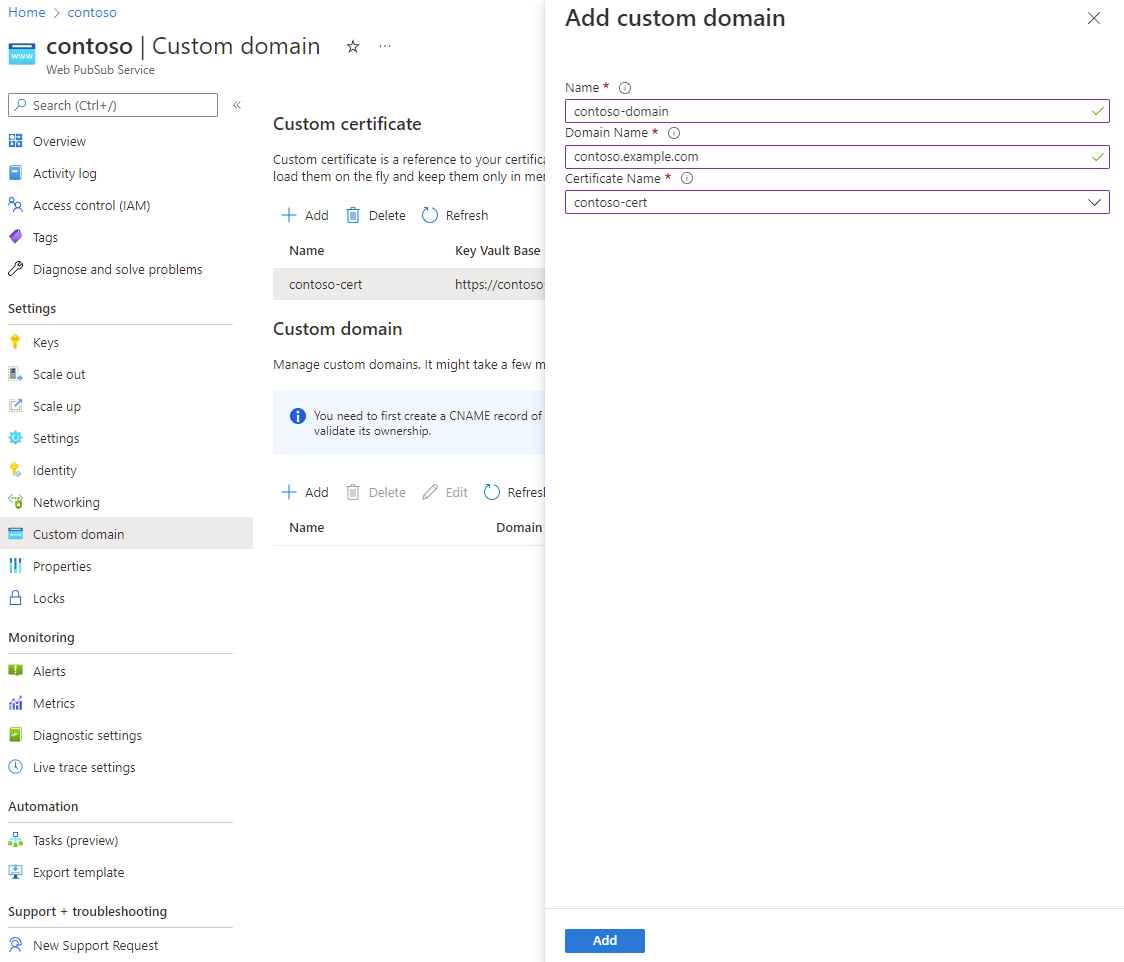 Home > contoso
contoso | Custom domain
Web PubSub Service
Search (Ctrl+/)
Overview
Activity log
Access control (IAM)
Tags
Diagnose and solve problems
Settings
Keys
Scale out
Scale up
Settings
Identity
Networking
Custom domain
Properties
Locks
Monitoring
Alerts
Metrics
Diagnostic settings
Live trace settings
Automation
Tasks (preview)
Export template
Support + troubleshooting
New Support Request
Custom certificate
Custom certificate is a reference to your certifica
load them on the fly and keep them only in mer
Add Delete Refresh
Name Key Vault Base
contoso-cert https://contoso
Custom domain
Manage custom domains. It might take a few m
You need to first create a CNAME record of
validate its ownership.
Add Delete Edit Refresh
Name Domain
Add custom domain
Name *
contoso-domain
Domain Name *
contoso.example.com
Certificate Name *
contoso-cert
Add